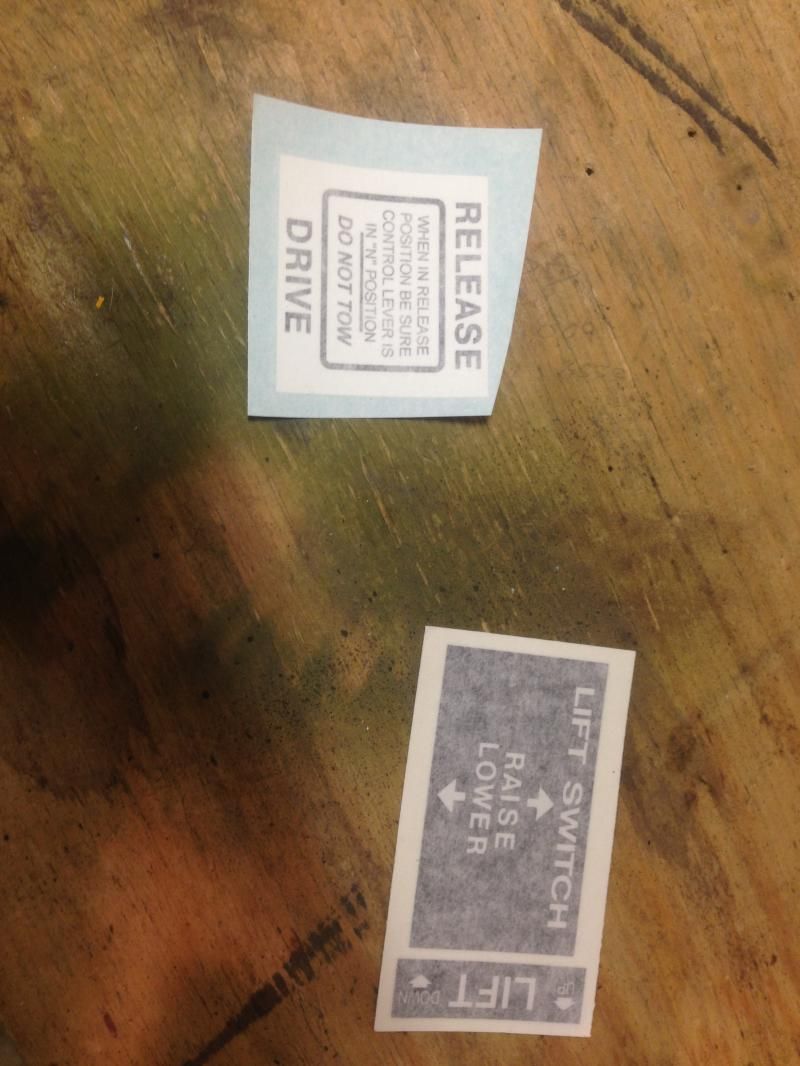 RELEASE
WHEN IN RELEASE
POSITION BE SURE
CONTROL LEVER IS
IN "N" POSITION
DO NOT TOW
DRIVE
LIFT SWITCH
RAISE
LOWER
UP
LIFT
DOWN